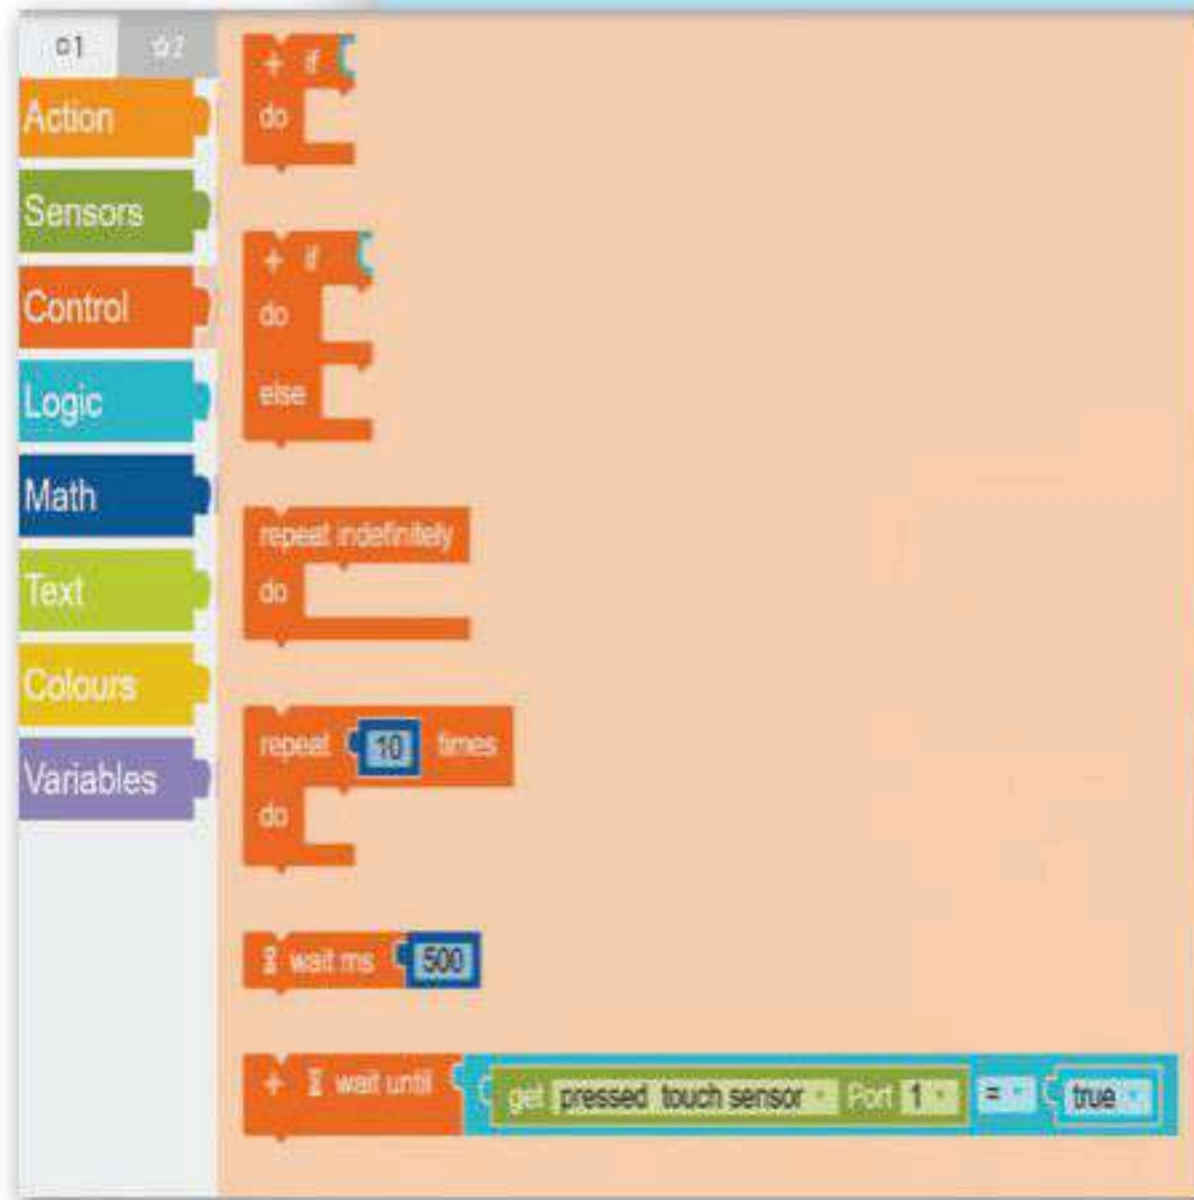 1 2
Action
Sensors
Control
Logic
Math
Text
Colours
Variables
+ if
do
+ if
do
else
repeat indefinitely
do
repeat 10 times
do
wait ms 500
+ wait until get pressed touch sensor Port 1 = true